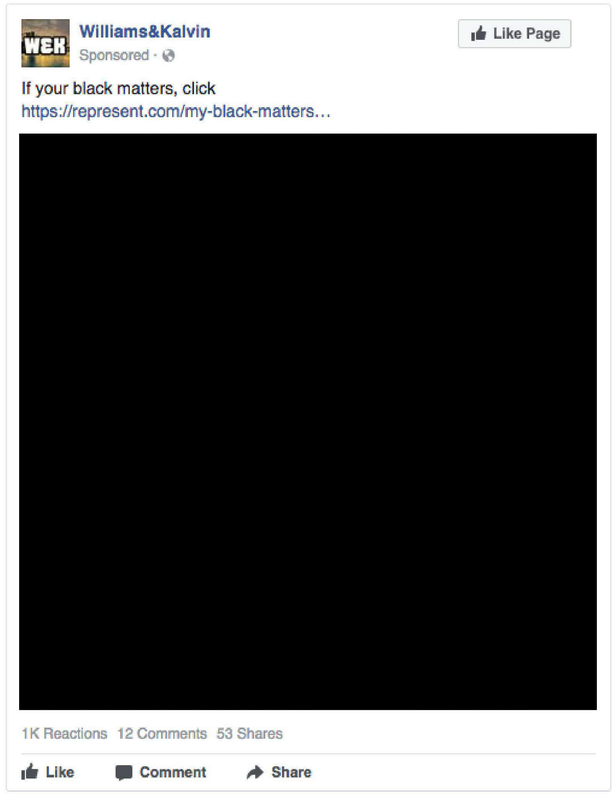 W&K
Williams&Kalvin
Like Page
Sponsored ·
If your black matters, click
https://represent.com/my-black-matters…
1K Reactions 12 Comments 53 Shares
Like Comment Share